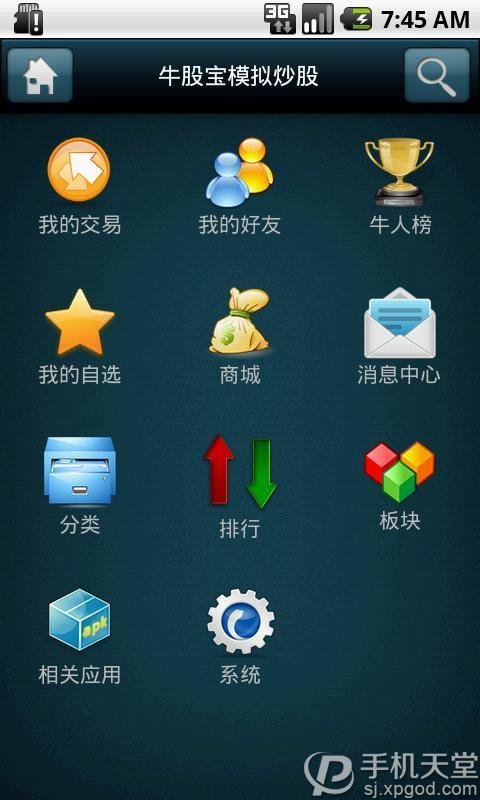 3G
7:45 AM
牛股宝模拟炒股
我的交易
我的好友
牛人榜
我的自选
商城
消息中心
分类
排行
板块
apk
相关应用
系统
手机天堂
sj.xpgod.com